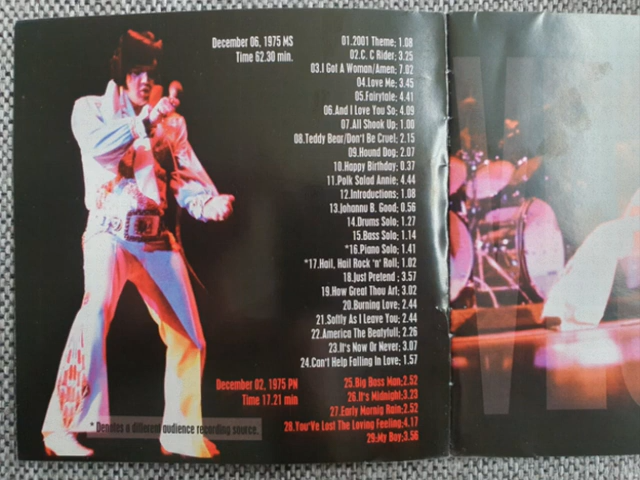 December 06, 1975 MS
Time 62.30 min.
01.2001 Theme; 1.08
02.C. C Rider; 3.25
03.I Got A Woman/Amen; 7.02
04.Love Me; 3.45
05.Fairytale; 4.41
06.And I Love You So; 4.09
07.All Shook Up; 1.00
08.Teddy Bear/Don't Be Cruel; 2.15
09.Hound Dog; 2.07
10.Happy Birthday; 0.37
11.Polk Salad Annie; 4.44
12.Introductions; 1.08
13.Johanny B. Good; 0.56
14.Drums Solo; 1.27
15.Bass Solo; 1.14
*16.Piano Solo; 1.41
*17.Hail, Hail Rock 'n' Roll; 1.02
18.Just Pretend ; 3.57
19.How Great Thou Art; 3.02
20.Burning Love; 2.44
21. Softly As I Leave You; 2.44
22.America The Beatyfull; 2.26
23.It's Now Or Never; 3.07
24.Can't Help Falling In Love; 1.57
December 02, 1975 PN
Time 17.21 min
25.Big Boss Man;2.52
26.It's Midnight;3.23
27.Early Mornig Rain;2.52
28.You'Ve Lost The Loving Feeling;4.17
29.My Boy;3.56
* Denotes a different audience recording source.